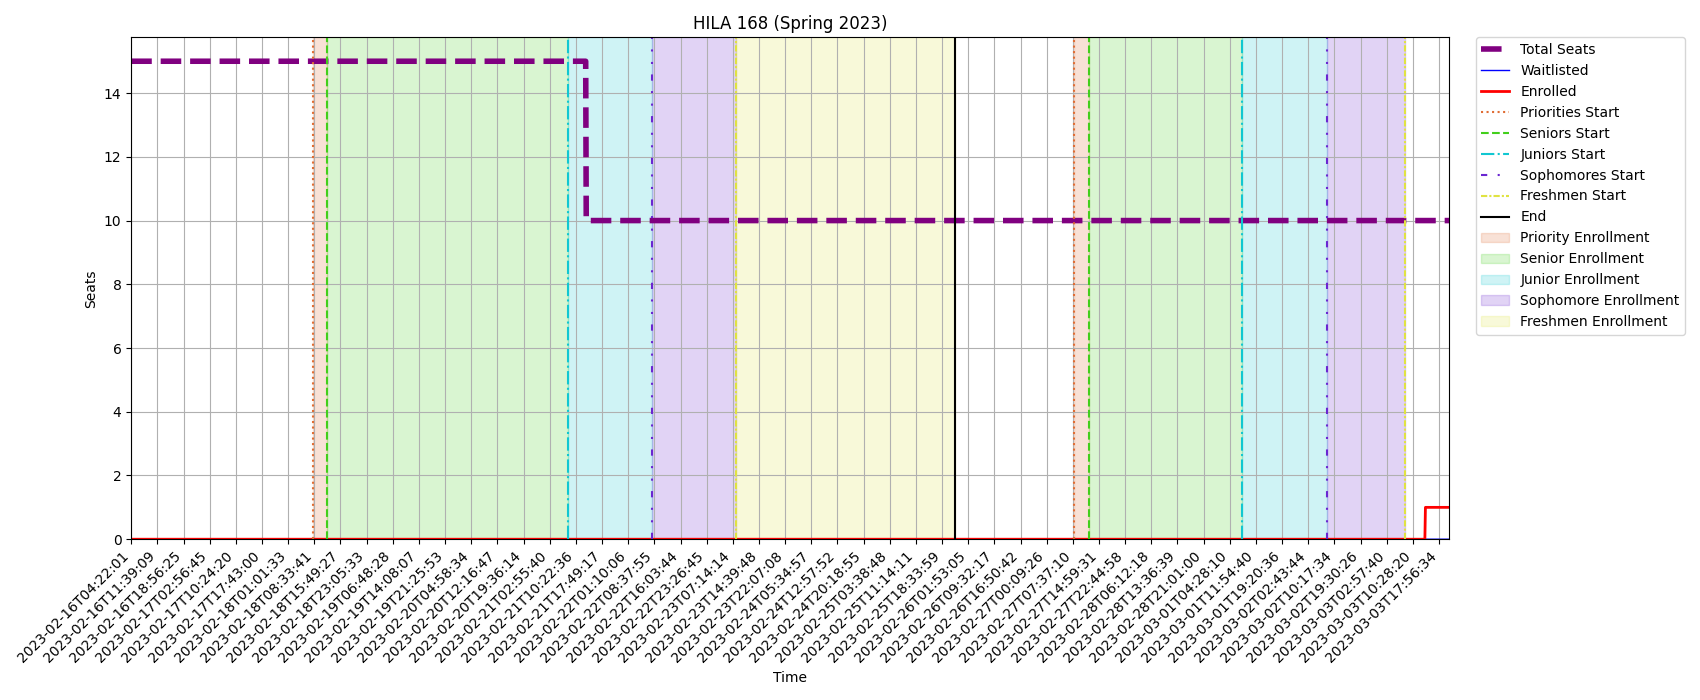 HILA 168 (Spring 2023)
Seats
14
12
10
8
6
4
2
0
2023-02-16T04:22:01
2023-02-16T11:39:09
2023-02-16T18:56:25
2023-02-17T02:56:45
2023-02-17T10:24:20
2023-02-17T17:43:00
2023-02-18T01:01:33
2023-02-18T08:33:41
2023-02-18T15:49:27
2023-02-18T23:05:33
2023-02-19T06:48:28
2023-02-19T14:08:07
2023-02-19T21:25:53
2023-02-20T04:58:34
2023-02-20T12:16:47
2023-02-20T19:36:14
2023-02-21T02:55:40
2023-02-21T10:22:36
2023-02-21T17:49:17
2023-02-22T01:10:06
2023-02-22T08:37:55
2023-02-22T16:03:44
2023-02-22T23:26:45
2023-02-23T07:14:14
2023-02-23T14:39:48
2023-02-23T22:07:08
2023-02-24T05:34:57
2023-02-24T12:57:52
2023-02-24T20:18:55
2023-02-25T03:38:48
2023-02-25T11:14:11
2023-02-25T18:33:59
2023-02-26T01:53:05
2023-02-26T09:32:17
2023-02-26T16:50:42
2023-02-27T00:09:26
2023-02-27T07:37:10
2023-02-27T14:59:31
2023-02-27T22:44:58
2023-02-28T06:12:18
2023-02-28T13:36:39
2023-02-28T21:01:00
2023-03-01T04:28:10
2023-03-01T11:54:40
2023-03-01T19:20:36
2023-03-02T02:43:44
2023-03-02T10:17:34
2023-03-02T19:30:26
2023-03-03T02:57:40
2023-03-03T10:28:20
2023-03-03T17:56:34
Time
Total Seats
Waitlisted
Enrolled
Priorities Start
Seniors Start
Juniors Start
Sophomores Start
Freshmen Start
End
Priority Enrollment
Senior Enrollment
Junior Enrollment
Sophomore Enrollment
Freshmen Enrollment